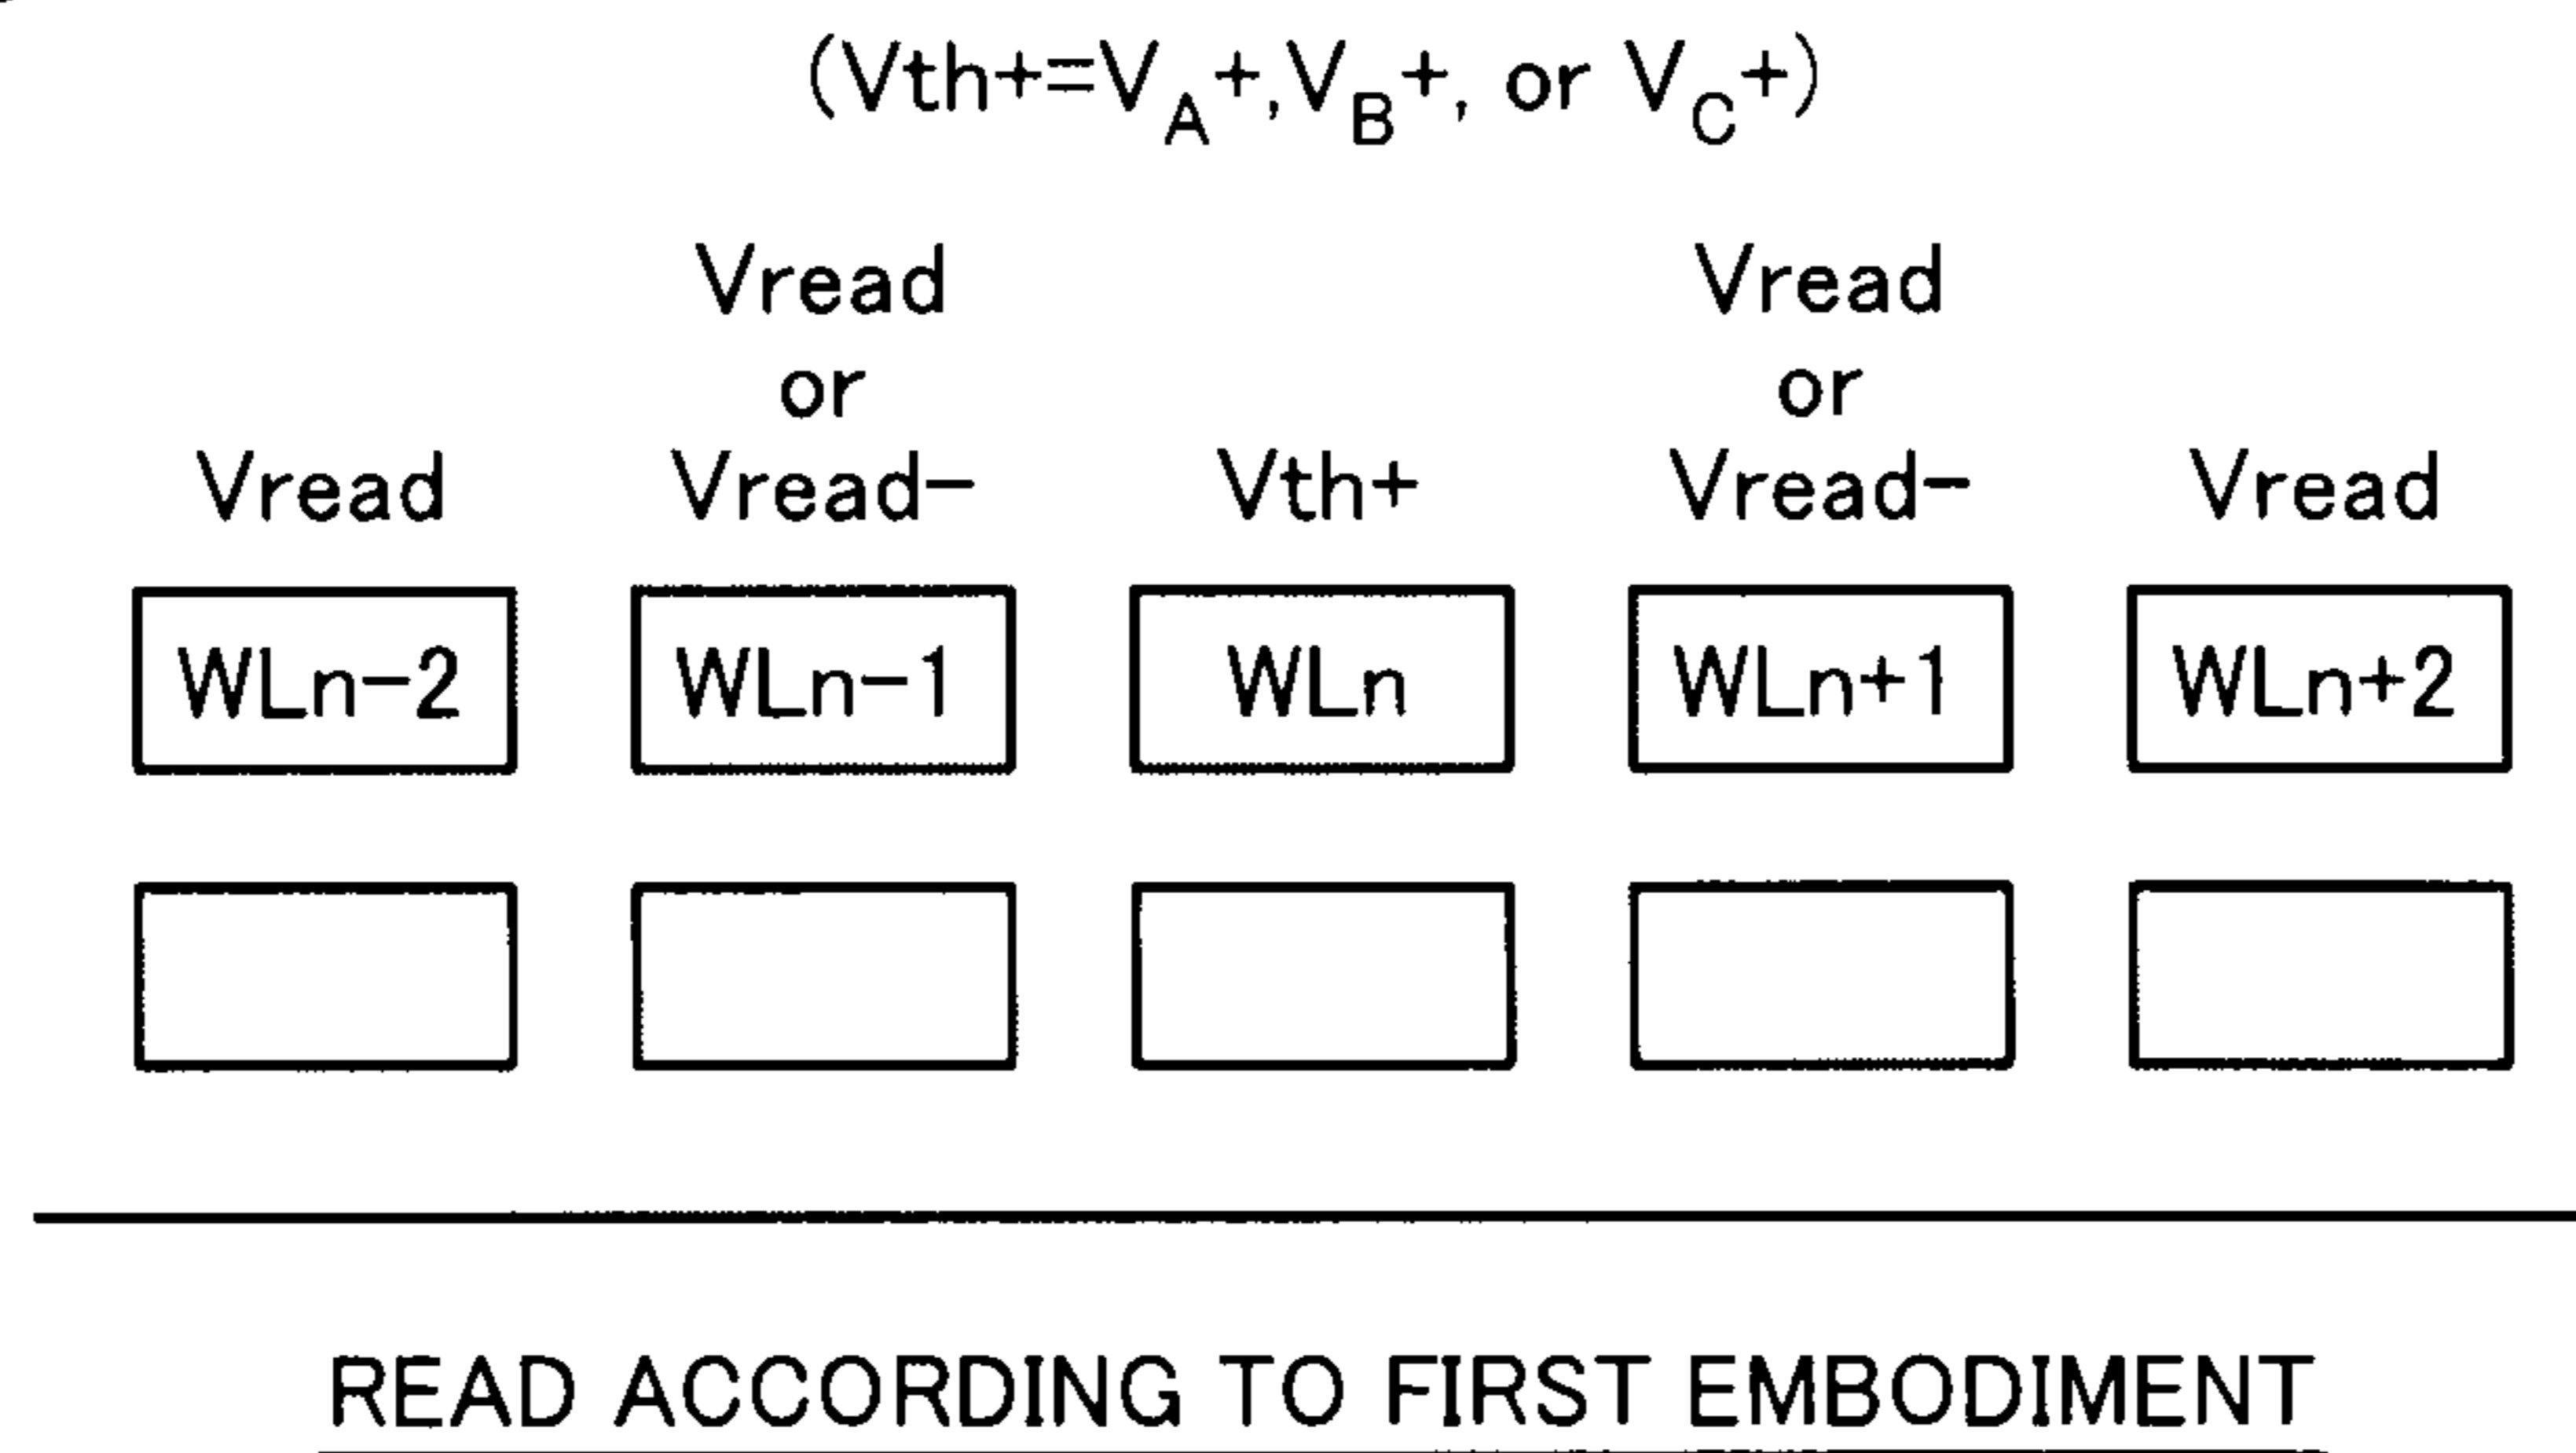 (Vth+=VA+,VB+, or VC+)
Vread Vread
or or
Vread Vread- Vth+ Vread- Vread
WLn-2 WLn-1 WLn WLn+1 WLn+2
READ ACCORDING TO FIRST EMBODIMENT